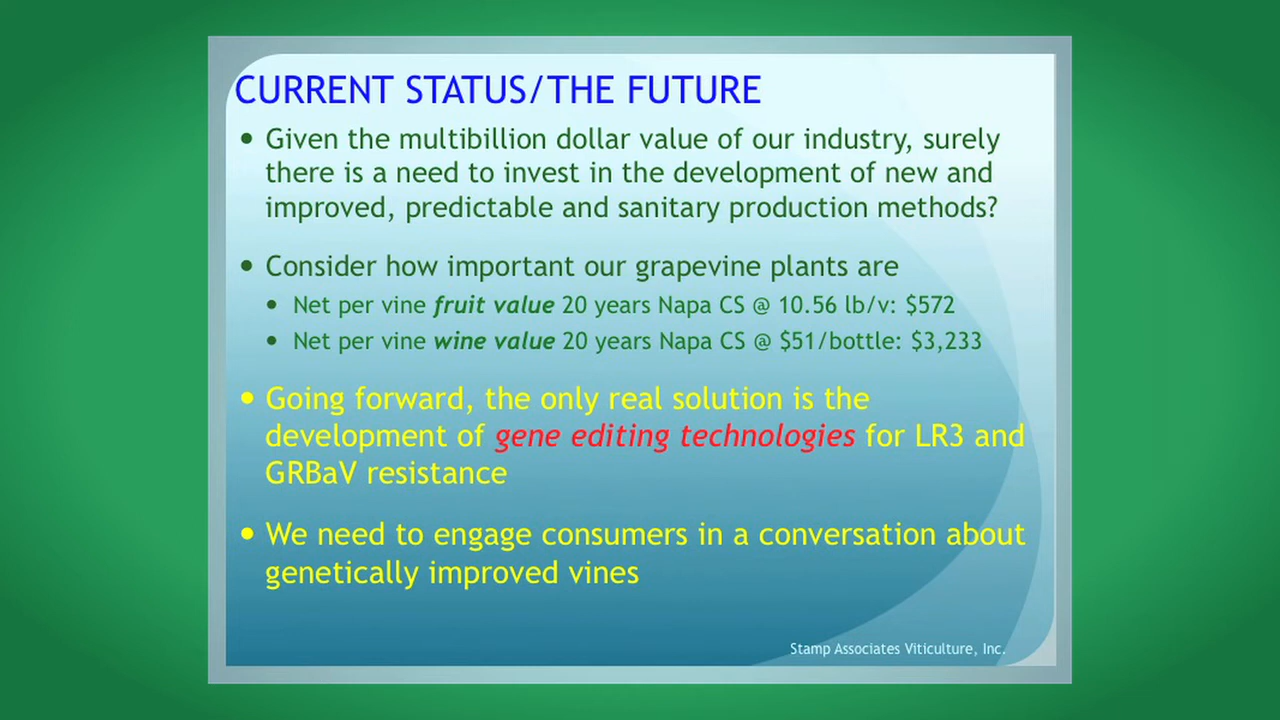 CURRENT STATUS/THE FUTURE
• Given the multibillion dollar value of our industry, surely
there is a need to invest in the development of new and
improved, predictable and sanitary production methods?
• Consider how important our grapevine plants are
• Net per vine fruit value 20 years Napa CS @ 10.56 lb/v: $572
• Net per vine wine value 20 years Napa CS @ $51/bottle: $3,233
• Going forward, the only real solution is the
development of gene editing technologies for LR3 and
GRBaV resistance
• We need to engage consumers in a conversation about
genetically improved vines
Stamp Associates Viticulture, Inc.